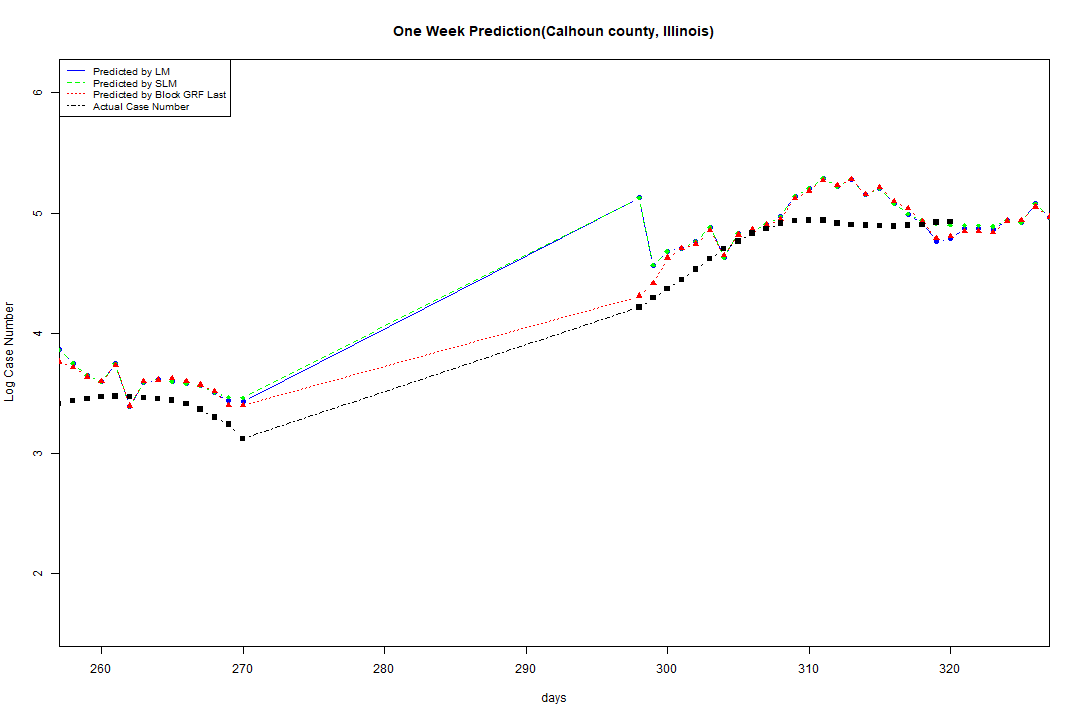 One Week Prediction(Calhoun county, Illinois)
Predicted by LM
Predicted by SLM
Predicted by Block GRF Last
Actual Case Number
6
5
4
3
2
Log Case Number
260 270 280 290 300 310 320
days